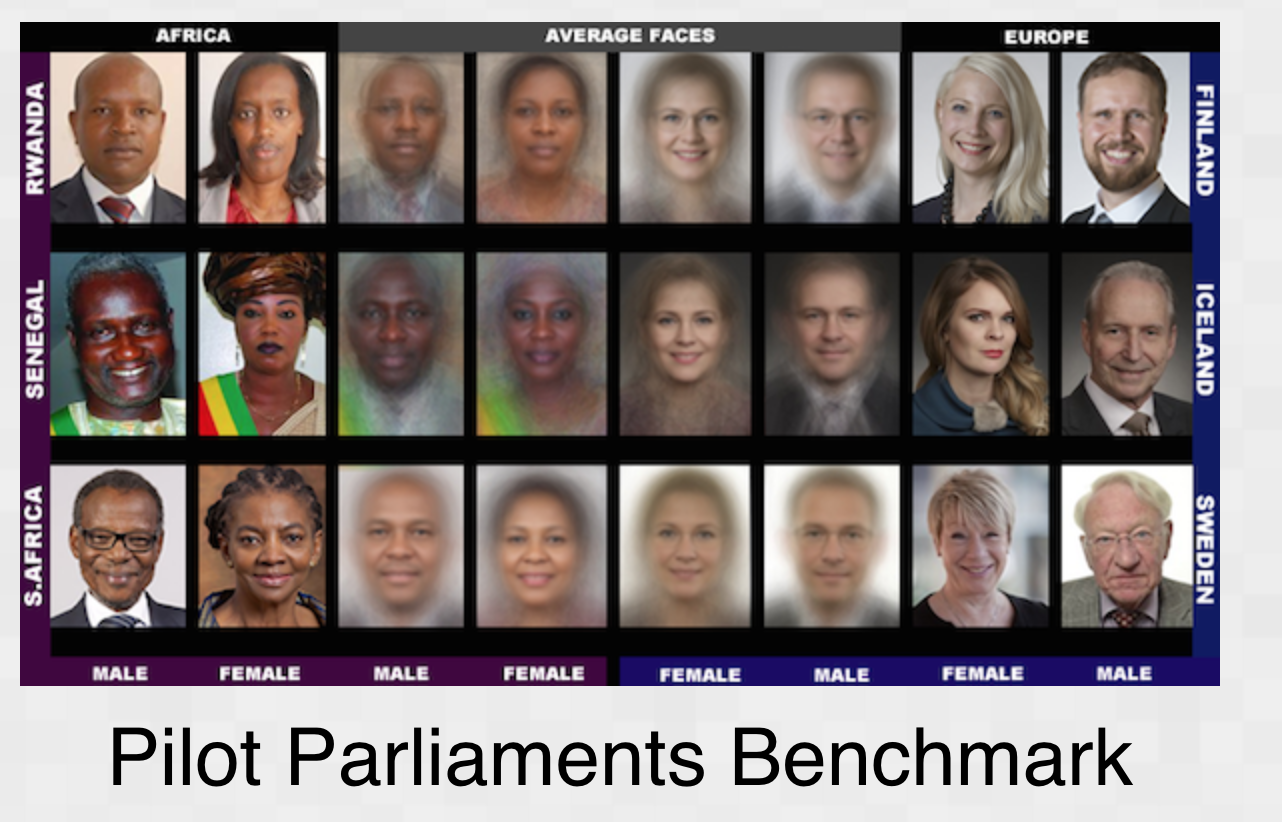 AFRICA AVERAGE FACES EUROPE
RWANDA
FINLAND
SENEGAL
ICELAND
S.AFRICA
SWEDEN
MALE FEMALE MALE FEMALE FEMALE MALE FEMALE MALE
Pilot Parliaments Benchmark